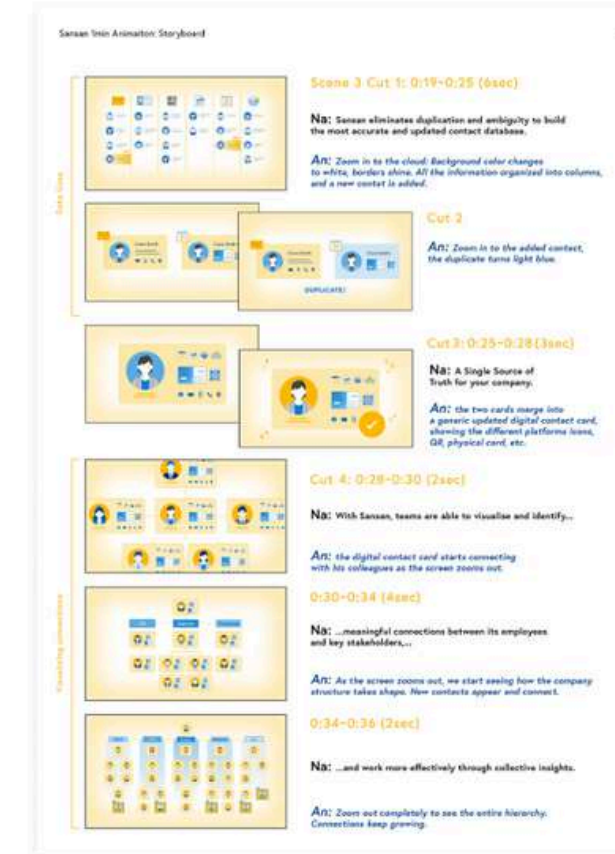 Sansan 1min Animaiton: Storyboard
Data Cloud
Scene 3 Cut 1: 0:19-0:25 (6sec)
Na: Sansan eliminates duplication and ambiguity to build
the most accurate and updated contact database.
An: Zoom in to the cloud: Background color changes
to white, borders shine. All the information organized into columns,
and a new contat is added.
Cut 2
An: Zoom in to the added contact,
the duplicate turns light blue.
DUPLICATE!
Cut3: 0:25-0:28(3sec)
Na: A Single Source of
Truth for your company.
An: the two cards merge into
a generic updated digital contact card,
showing the different platforms icons,
QR, physical card, etc.
Visualizing connections
Cut 4: 0:28-0:30 (2sec)
Na: With Sansan, teams are able to visualise and identify...
An: the digital contact card starts connecting
with his colleagues as the screen zooms out.
0:30-0:34 (4sec)
Na: ...meaningful connections between its employees
and key stakeholders,...
An: As the screen zooms out, we start seeing how the company
structure takes shape. New contacts appear and connect.
0:34-0:36 (2sec)
Na: ...and work more effectively through collective insights.
An: Zoom out completely to see the entire hierarchy.
Connections keep growing.